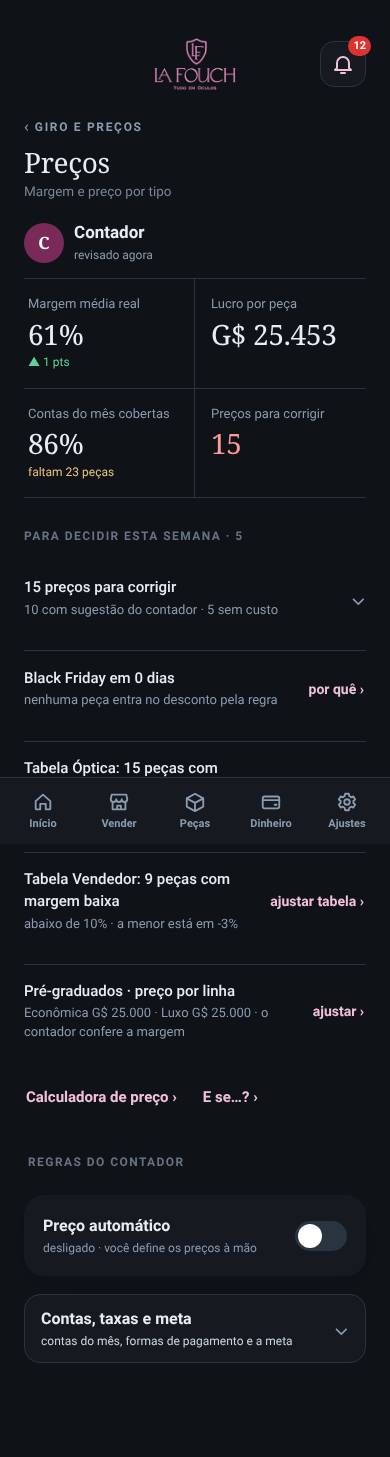 LA FOUCH
Tudo em Óculos
12
‹ GIRO E PREÇOS
Preços
Margem e preço por tipo
C
Contador
revisado agora
Margem média real
61%
▲ 1 pts
Lucro por peça
G$ 25.453
Contas do mês cobertas
86%
faltam 23 peças
Preços para corrigir
15
PARA DECIDIR ESTA SEMANA · 5
15 preços para corrigir
10 com sugestão do contador · 5 sem custo
Black Friday em 0 dias
nenhuma peça entra no desconto pela regra
por quê ›
Tabela Óptica: 15 peças com
Início
Vender
Peças
Dinheiro
Ajustes
Tabela Vendedor: 9 peças com
margem baixa
abaixo de 10% · a menor está em -3%
ajustar tabela ›
Pré-graduados · preço por linha
Econômica G$ 25.000 · Luxo G$ 25.000 · o
contador confere a margem
ajustar ›
Calculadora de preço ›
E se…? ›
REGRAS DO CONTADOR
Preço automático
desligado · você define os preços à mão
Contas, taxas e meta
contas do mês, formas de pagamento e a meta